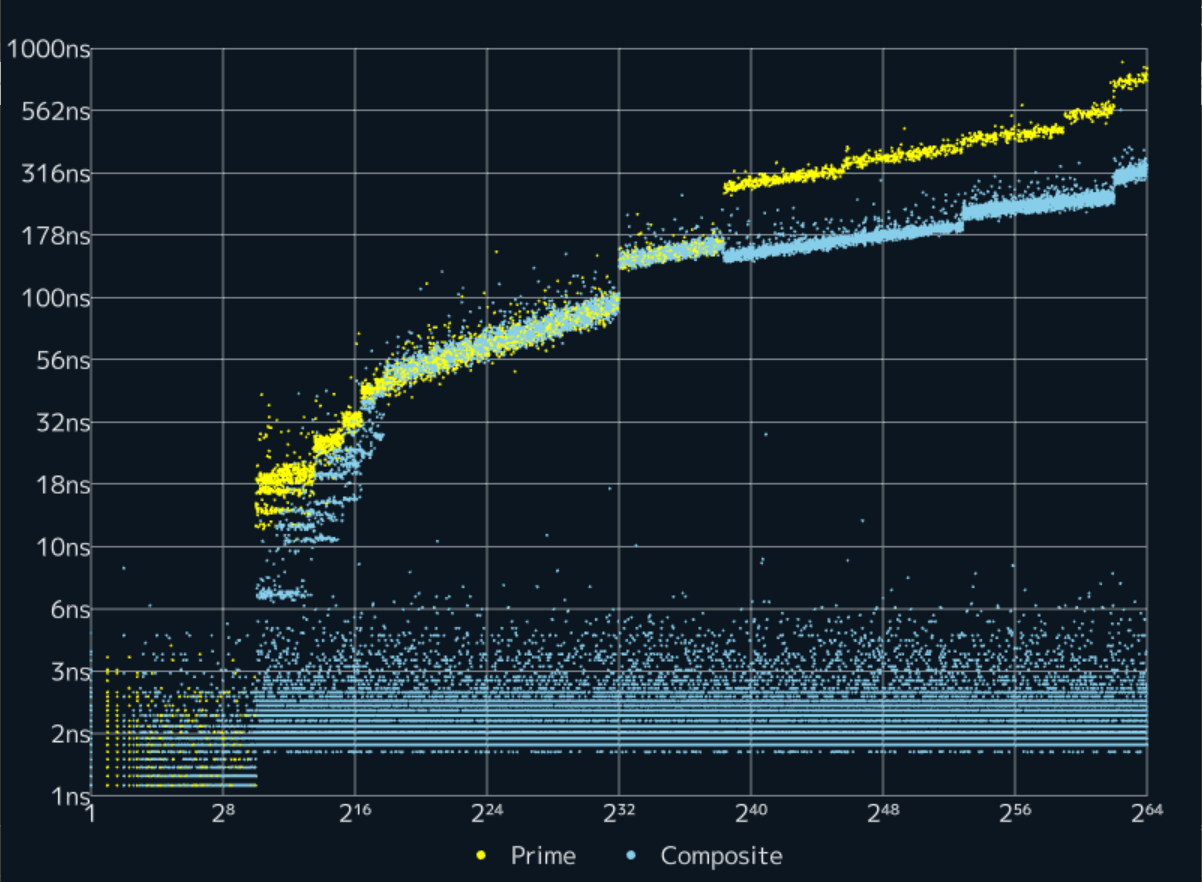 1000ns
562ns
316ns
178ns
100ns
56ns
32ns
18ns
10ns
6ns
3ns
2ns
1ns
1 2⁸ 2¹⁶ 2²⁴ 2³² 2⁴⁰ 2⁴⁸ 2⁵⁶ 2⁶⁴
Prime Composite